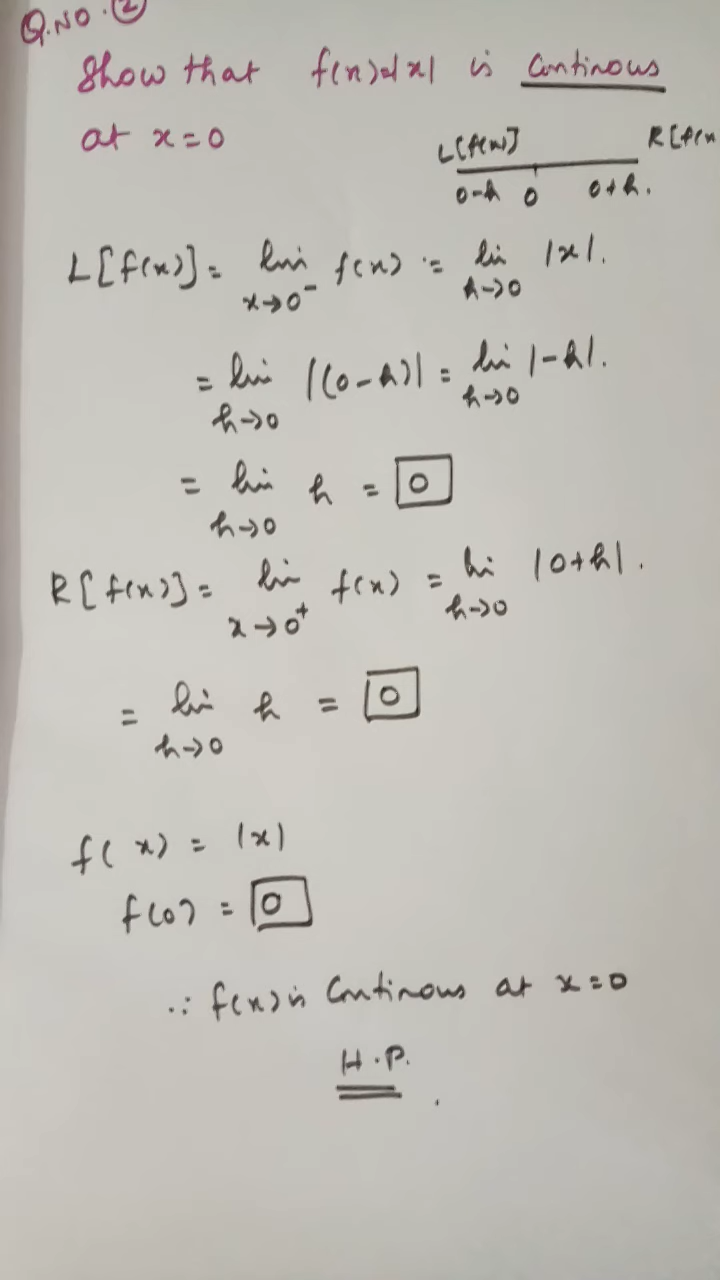 Q.No. ②
Show that f(x)=|x| is Continous
at x=0
L[f(x)] R[f(x
0-h 0 0+h.
L[f(x)] = lim x→0⁻ f(x) = lim h→0 |x|.
= lim h→0 |(0-h)| = lim h→0 |-h|.
= lim h→0 h = 0
R[f(x)] = lim x→0⁺ f(x) = lim h→0 |0+h|.
= lim h→0 h = 0
f(x) = |x|
f(0) = 0
∴ f(x) is Continous at x=0
H.P.